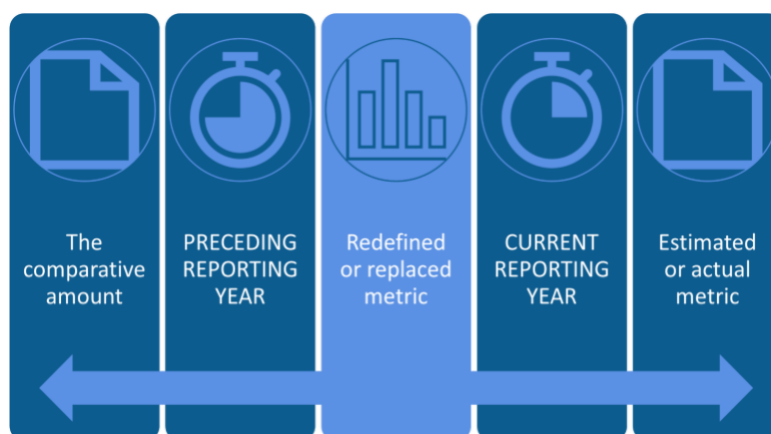 The
comparative
amount
PRECEDING
REPORTING
YEAR
Redefined
or replaced
metric
CURRENT
REPORTING
YEAR
Estimated
or actual
metric